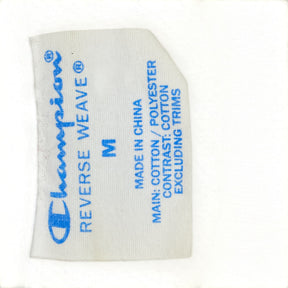 Champion®
REVERSE WEAVE®
M
MADE IN CHINA
MAIN: COTTON/ POLYESTER
CONTRAST: COTTON
EXCLUDING TRIMS